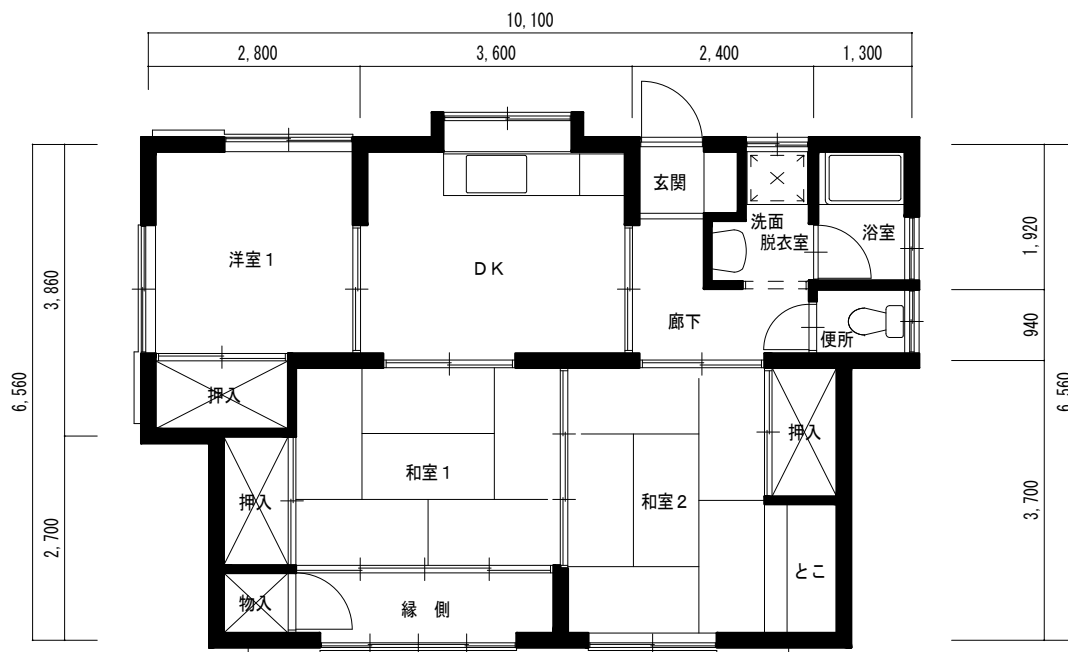 10,100
2,800
3,600
2,400
1,300
玄関
洗面
脱衣室
浴室
洋室1
DK
廊下
便所
押入
押入
和室1
押入
和室2
とこ
物入
縁 側
3,860
6,560
2,700
1,920
940
6,560
3,700